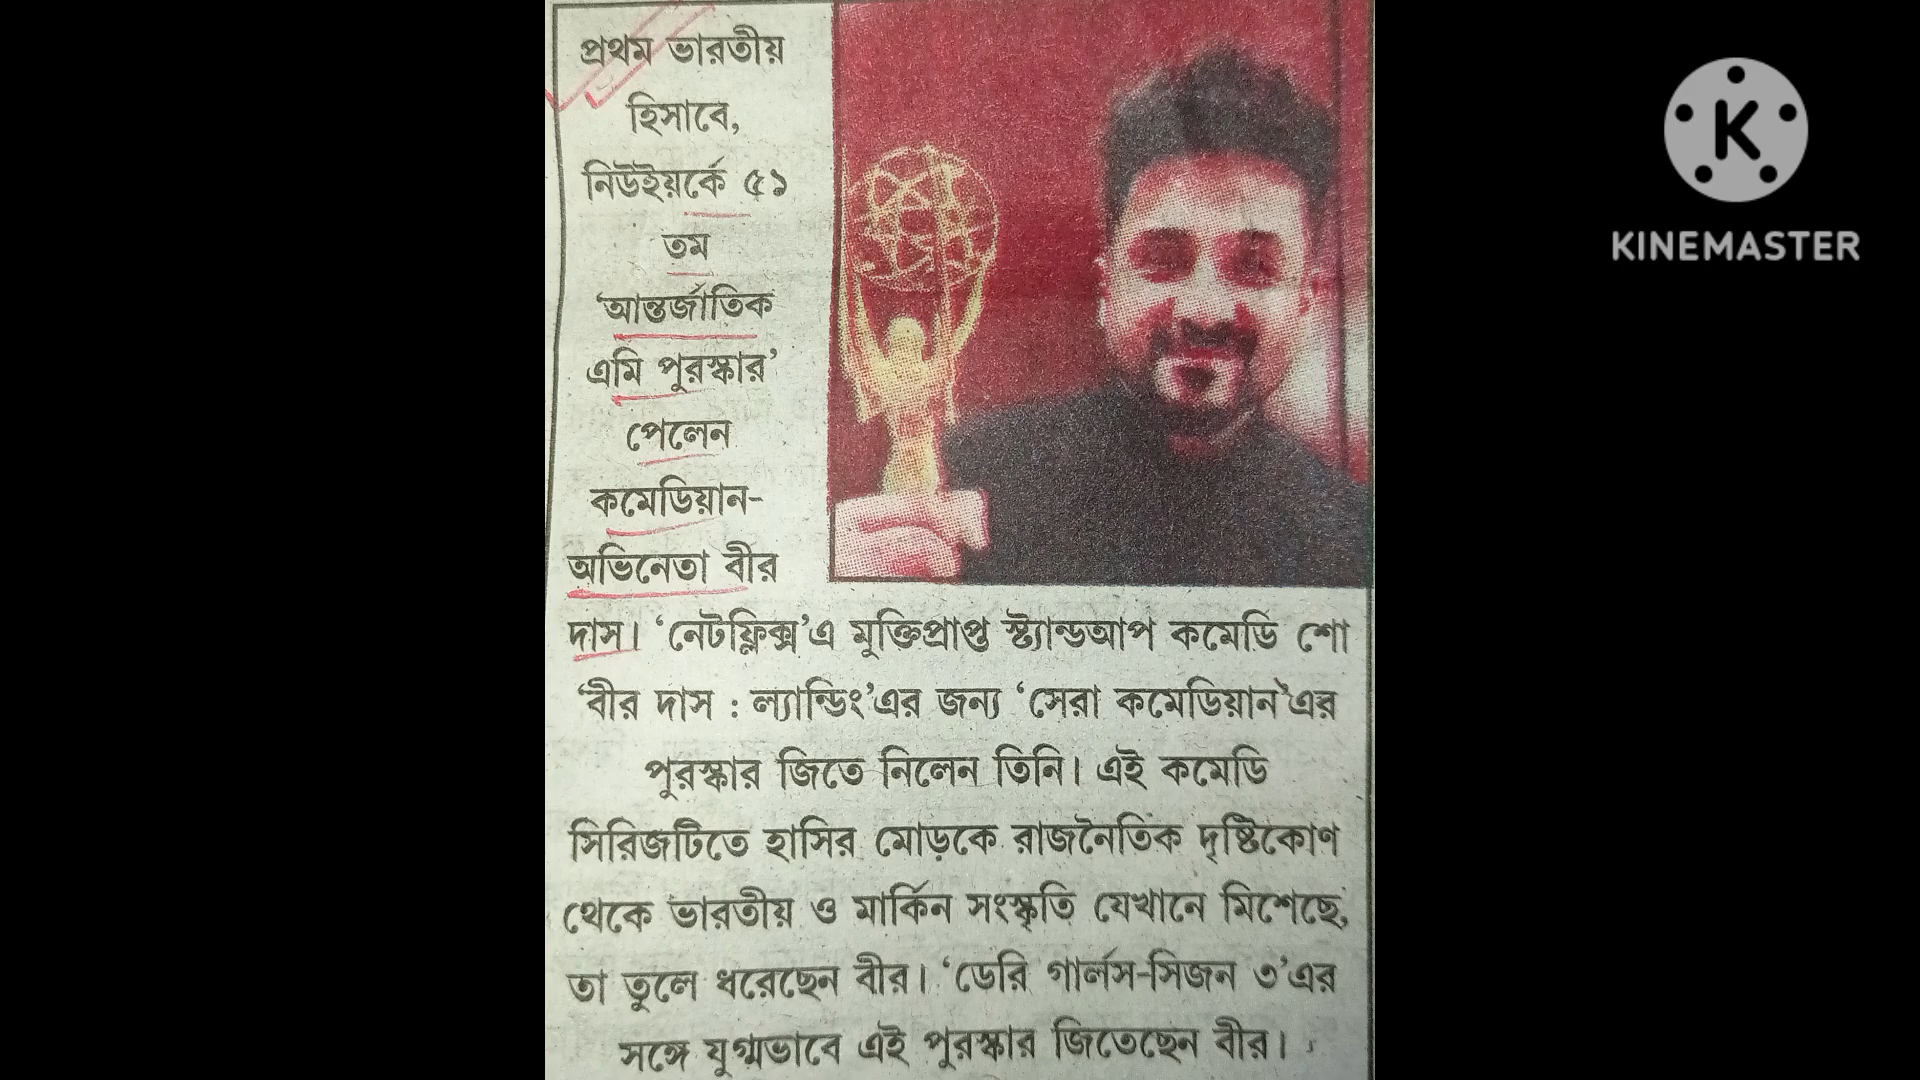 প্রথম ভারতীয়
হিসাবে,
নিউইয়র্কে ৫১
তম
‘আন্তর্জাতিক
এমি পুরস্কার’
পেলেন
কমেডিয়ান-
অভিনেতা বীর
দাস। ‘নেটফ্লিক্স’এ মুক্তিপ্রাপ্ত স্ট্যান্ডআপ কমেডি শো
‘বীর দাস : ল্যান্ডিং’এর জন্য ‘সেরা কমেডিয়ান’এর
পুরস্কার জিতে নিলেন তিনি। এই কমেডি
সিরিজটিতে হাসির মোড়কে রাজনৈতিক দৃষ্টিকোণ
থেকে ভারতীয় ও মার্কিন সংস্কৃতি যেখানে মিশেছে,
তা তুলে ধরেছেন বীর। ‘ডেরি গার্লস-সিজন ৩’এর
সঙ্গে যুগ্মভাবে এই পুরস্কার জিতেছেন বীর।
K
KINEMASTER